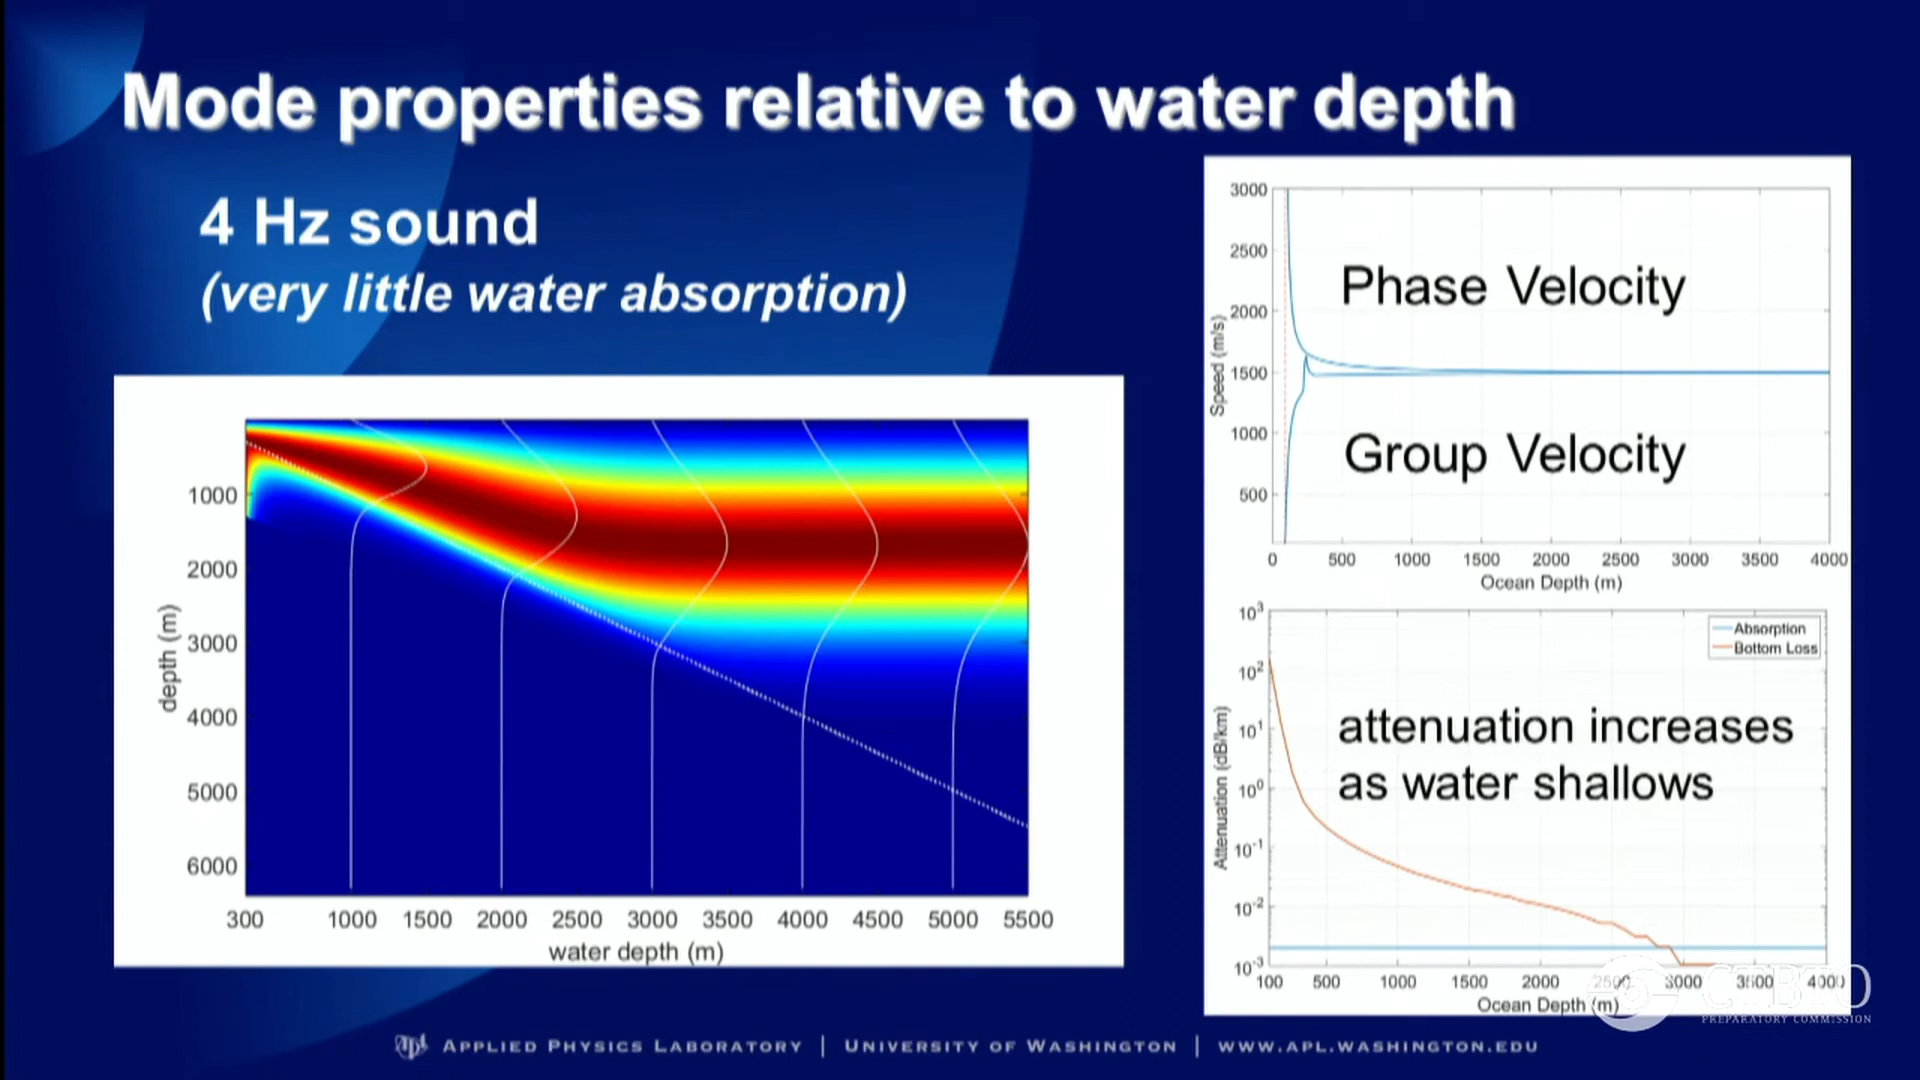 Mode properties relative to water depth
4 Hz sound
(very little water absorption)
depth (m)
1000
2000
3000
4000
5000
6000
300 1000 1500 2000 2500 3000 3500 4000 4500 5000 5500
water depth (m)
Speed (m/s)
3000
2500
2000
1500
1000
500
Phase Velocity
Group Velocity
0 500 1000 1500 2000 2500 3000 3500 4000
Ocean Depth (m)
Attenuation (dB/km)
10³
10²
10¹
10⁰
10⁻¹
10⁻²
10⁻³
Absorption
Bottom Loss
attenuation increases
as water shallows
100 500 1000 1500 2000 2500 3000 3500 4000
Ocean Depth (m)
CTBTO
PREPARATORY COMMISSION
APL APPLIED PHYSICS LABORATORY | UNIVERSITY OF WASHINGTON | WWW.APL.WASHINGTON.EDU